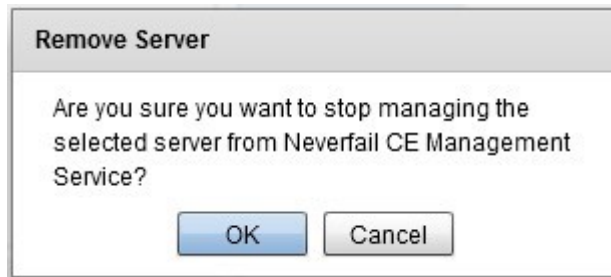 Remove Server
Are you sure you want to stop managing the
selected server from Neverfail CE Management
Service?
OK Cancel